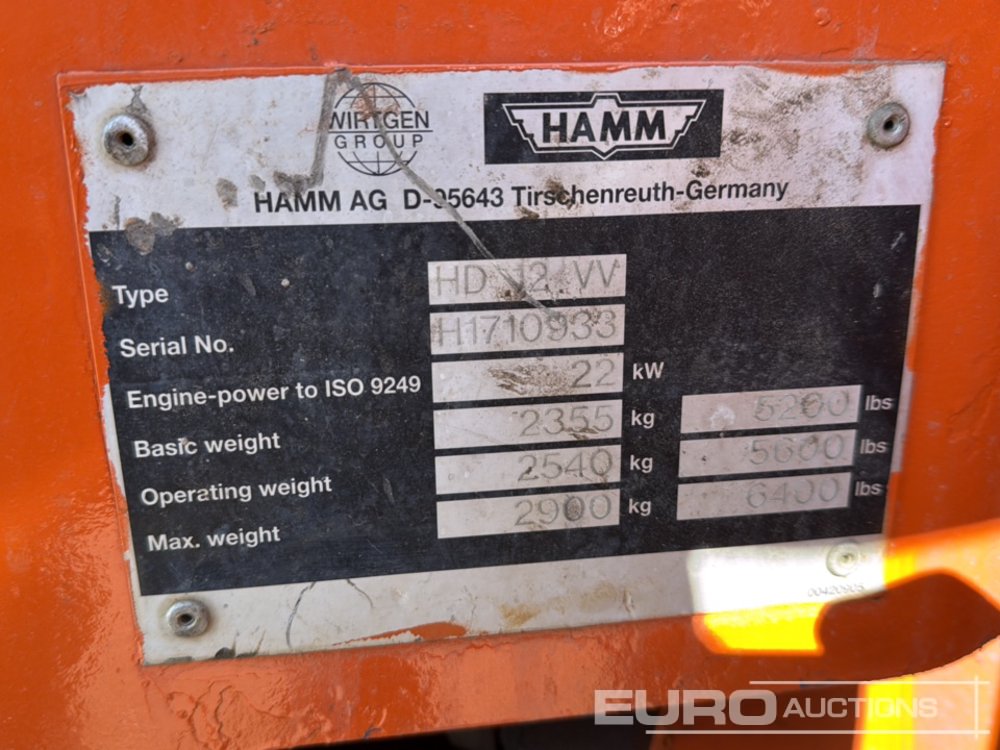 WIRTGEN
GROUP
HAMM
HAMM AG D-95643 Tirschenreuth-Germany
Type HD 12 VV
Serial No. H1710933
Engine-power to ISO 9249 22 kW
Basic weight 2355 kg 5200 lbs
Operating weight 2540 kg 5600 lbs
Max. weight 2900 kg 6400 lbs
00420905
EURO AUCTIONS